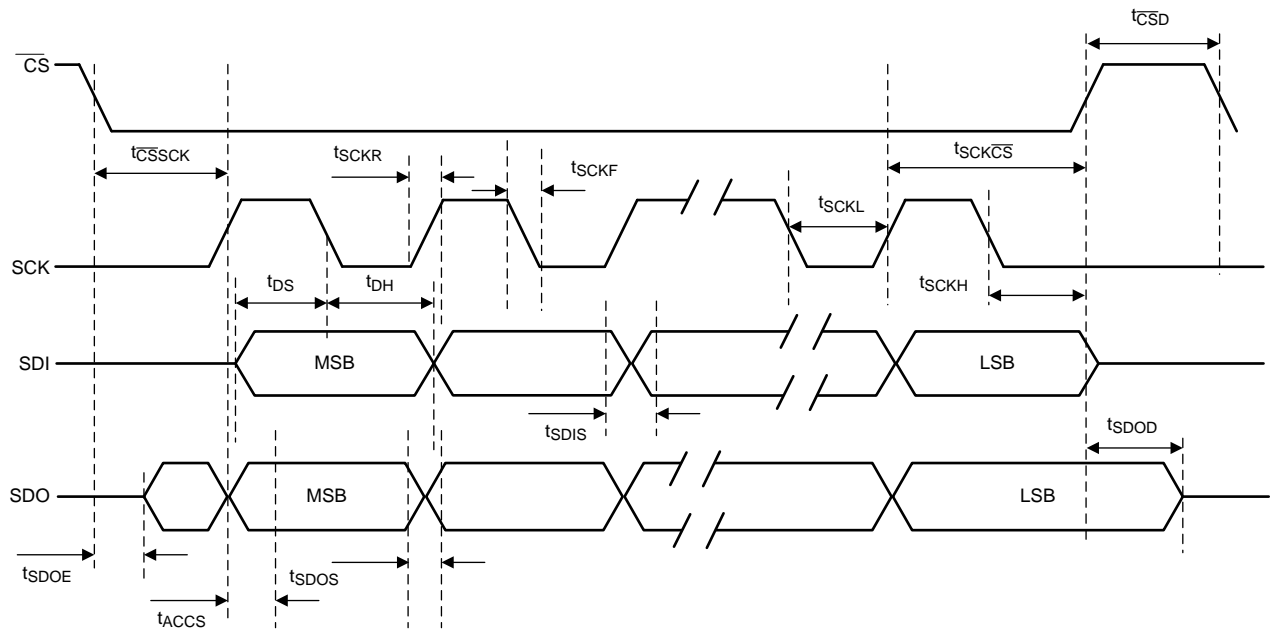 tCSD
CS
tCSSCK
tSCKR
tSCKF
tSCKCS
tSCKL
SCK
tDS
tDH
tSCKH
SDI
MSB
LSB
tSDIS
tSDOD
SDO
MSB
LSB
tSDOE
tSDOS
tACCS